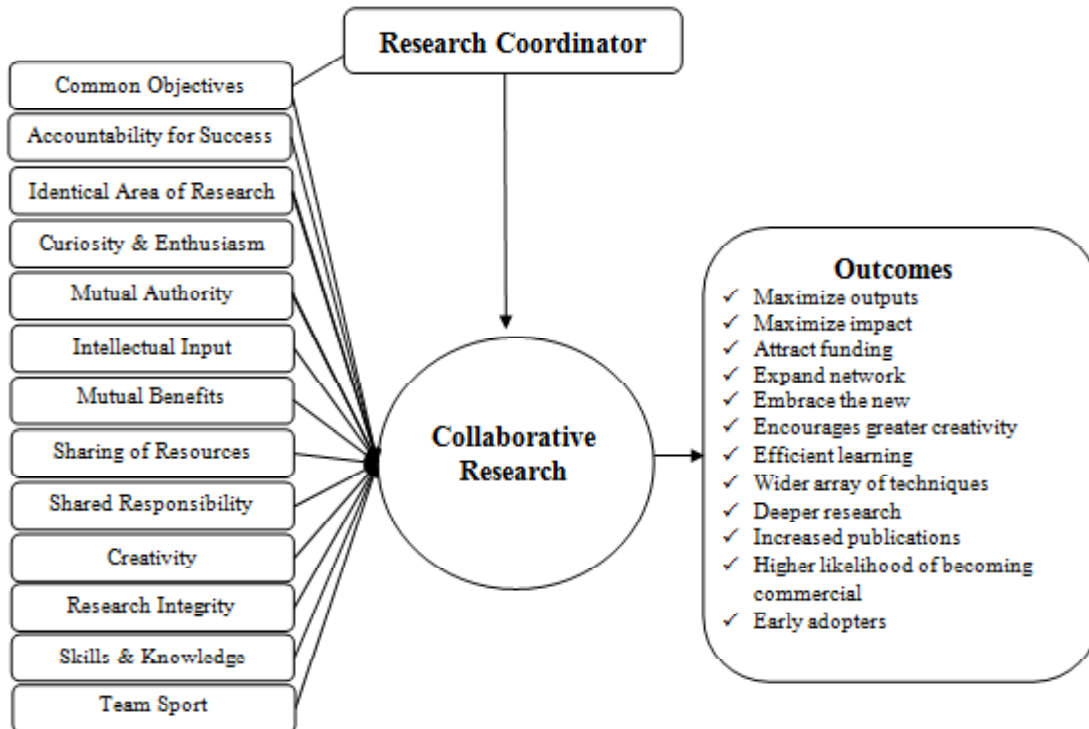 Research Coordinator
Common Objectives
Accountability for Success
Identical Area of Research
Curiosity & Enthusiasm
Mutual Authority
Intellectual Input
Mutual Benefits
Sharing of Resources
Shared Responsibility
Creativity
Research Integrity
Skills & Knowledge
Team Sport
Collaborative
Research
Outcomes
✓ Maximize outputs
✓ Maximize impact
✓ Attract funding
✓ Expand network
✓ Embrace the new
✓ Encourages greater creativity
✓ Efficient learning
✓ Wider array of techniques
✓ Deeper research
✓ Increased publications
✓ Higher likelihood of becoming
commercial
✓ Early adopters